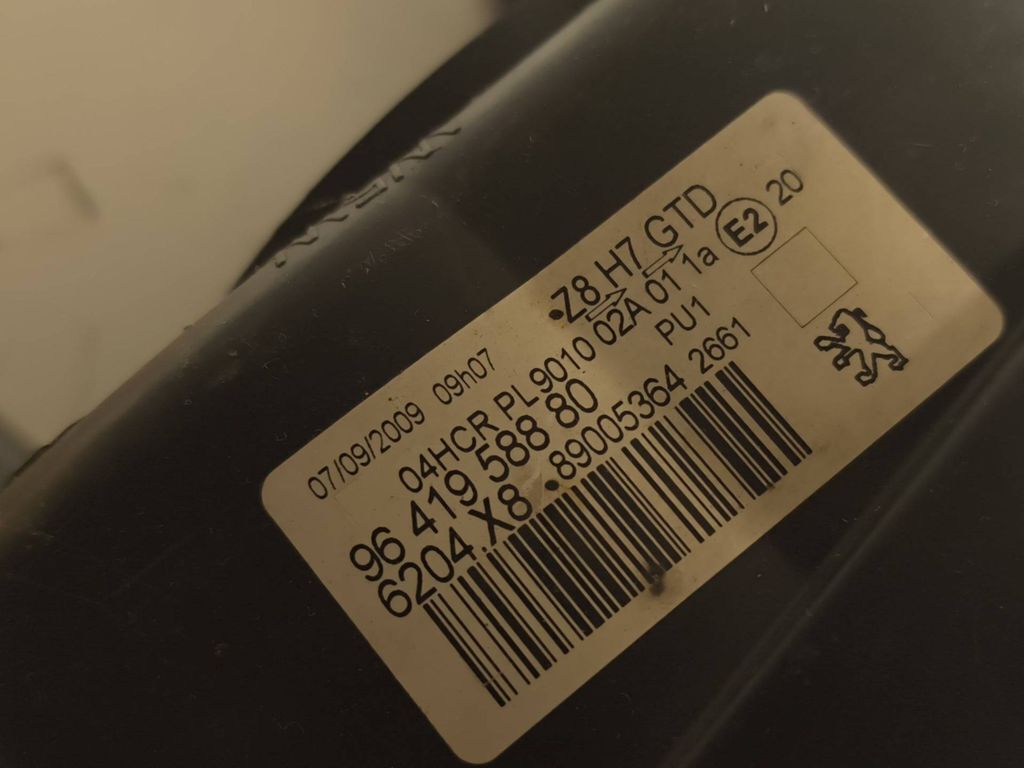 Z8 H7 GTD
E2 20
07/09/2009 09h07
04HCR PL9010 02A 01 1a
96 419 588 80
PU1
6204 X8 89005364 2661